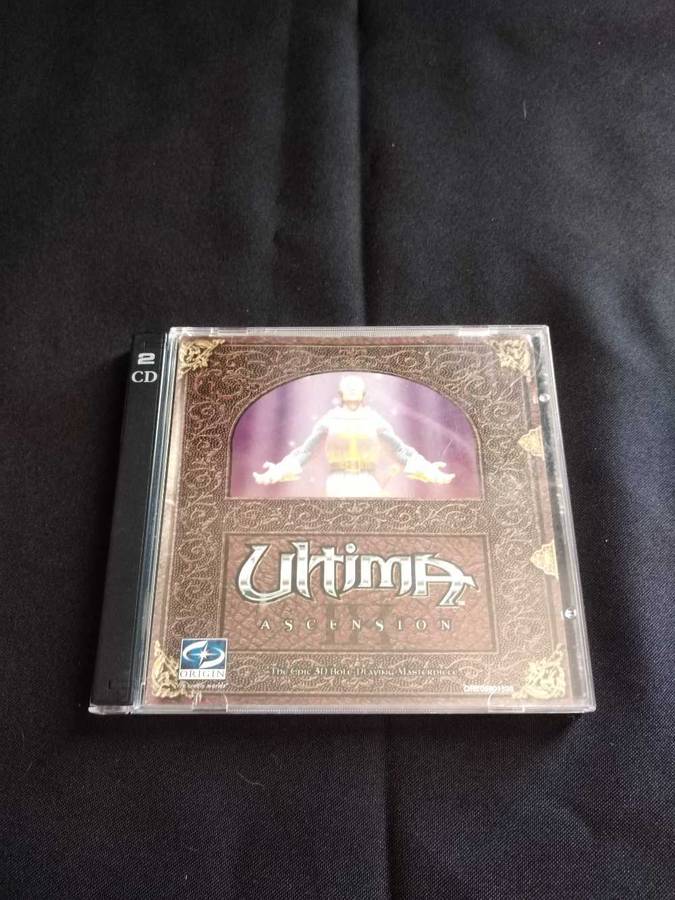 2
CD
Ultima
IX
ASCENSION
ORIGIN
The Epic 3D Role-Playing Masterpiece